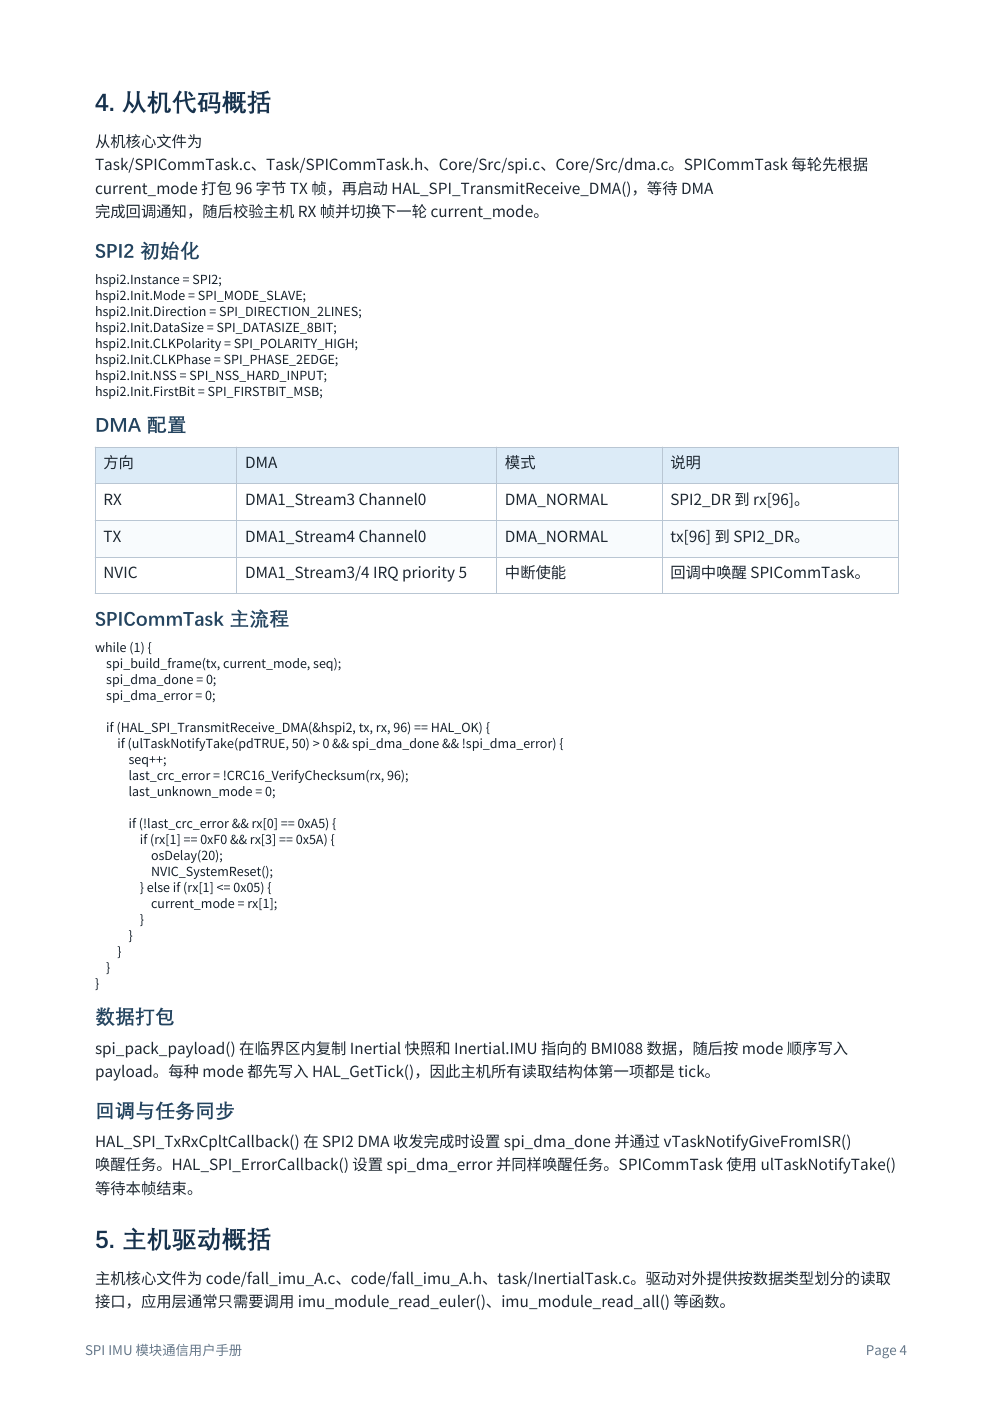 4. 从机代码概括
从机核心文件为
Task/SPICommTask.c、Task/SPICommTask.h、Core/Src/spi.c、Core/Src/dma.c。SPICommTask 每轮先根据
current_mode 打包 96 字节 TX 帧，再启动 HAL_SPI_TransmitReceive_DMA()，等待 DMA
完成回调通知，随后校验主机 RX 帧并切换下一轮 current_mode。
SPI2 初始化
hspi2.Instance = SPI2;
hspi2.Init.Mode = SPI_MODE_SLAVE;
hspi2.Init.Direction = SPI_DIRECTION_2LINES;
hspi2.Init.DataSize = SPI_DATASIZE_8BIT;
hspi2.Init.CLKPolarity = SPI_POLARITY_HIGH;
hspi2.Init.CLKPhase = SPI_PHASE_2EDGE;
hspi2.Init.NSS = SPI_NSS_HARD_INPUT;
hspi2.Init.FirstBit = SPI_FIRSTBIT_MSB;
DMA 配置
方向 DMA 模式 说明
RX DMA1_Stream3 Channel0 DMA_NORMAL SPI2_DR 到 rx[96]。
TX DMA1_Stream4 Channel0 DMA_NORMAL tx[96] 到 SPI2_DR。
NVIC DMA1_Stream3/4 IRQ priority 5 中断使能 回调中唤醒 SPICommTask。
SPICommTask 主流程
while (1) {
    spi_build_frame(tx, current_mode, seq);
    spi_dma_done = 0;
    spi_dma_error = 0;
    if (HAL_SPI_TransmitReceive_DMA(&hspi2, tx, rx, 96) == HAL_OK) {
        if (ulTaskNotifyTake(pdTRUE, 50) > 0 && spi_dma_done && !spi_dma_error) {
            seq++;
            last_crc_error = !CRC16_VerifyChecksum(rx, 96);
            last_unknown_mode = 0;
            if (!last_crc_error && rx[0] == 0xA5) {
                if (rx[1] == 0xF0 && rx[3] == 0x5A) {
                    osDelay(20);
                    NVIC_SystemReset();
                } else if (rx[1] <= 0x05) {
                    current_mode = rx[1];
                }
            }
        }
    }
}
数据打包
spi_pack_payload() 在临界区内复制 Inertial 快照和 Inertial.IMU 指向的 BMI088 数据，随后按 mode 顺序写入
payload。每种 mode 都先写入 HAL_GetTick()，因此主机所有读取结构体第一项都是 tick。
回调与任务同步
HAL_SPI_TxRxCpltCallback() 在 SPI2 DMA 收发完成时设置 spi_dma_done 并通过 vTaskNotifyGiveFromISR()
唤醒任务。HAL_SPI_ErrorCallback() 设置 spi_dma_error 并同样唤醒任务。SPICommTask 使用 ulTaskNotifyTake()
等待本帧结束。
5. 主机驱动概括
主机核心文件为 code/fall_imu_A.c、code/fall_imu_A.h、task/InertialTask.c。驱动对外提供按数据类型划分的读取
接口，应用层通常只需要调用 imu_module_read_euler()、imu_module_read_all() 等函数。
SPI IMU 模块通信用户手册 Page 4